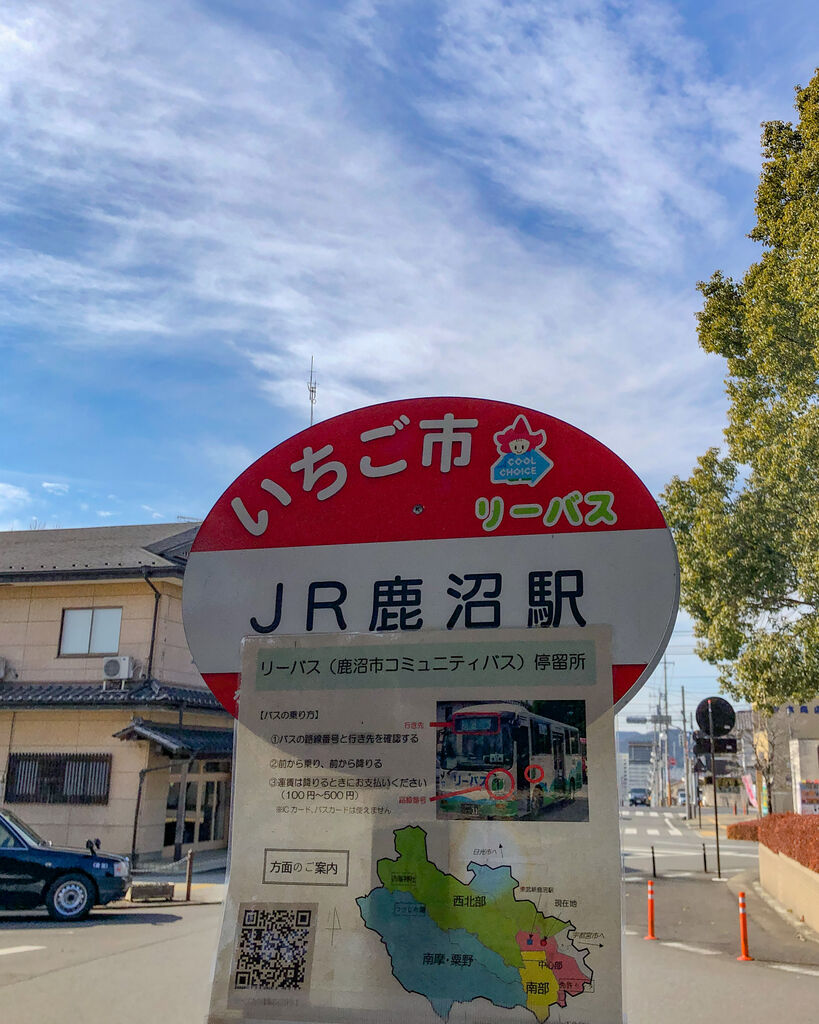 いちご市
COOL
CHOICE
リーバス
JR鹿沼駅
リーバス（鹿沼市コミュニティバス）停留所
【バスの乗り方】
①バスの路線番号と行き先を確認する
②前から乗り、前から降りる
③運賃は降りるときにお支払いください
（100円～500円）
※ICカード、バスカードは使えません
行き先
リーバス
路線番号
方面のご案内
日光市へ
西北部
東武新鹿沼駅
現在地
宇都宮市へ
南摩・粟野
中心部
南部